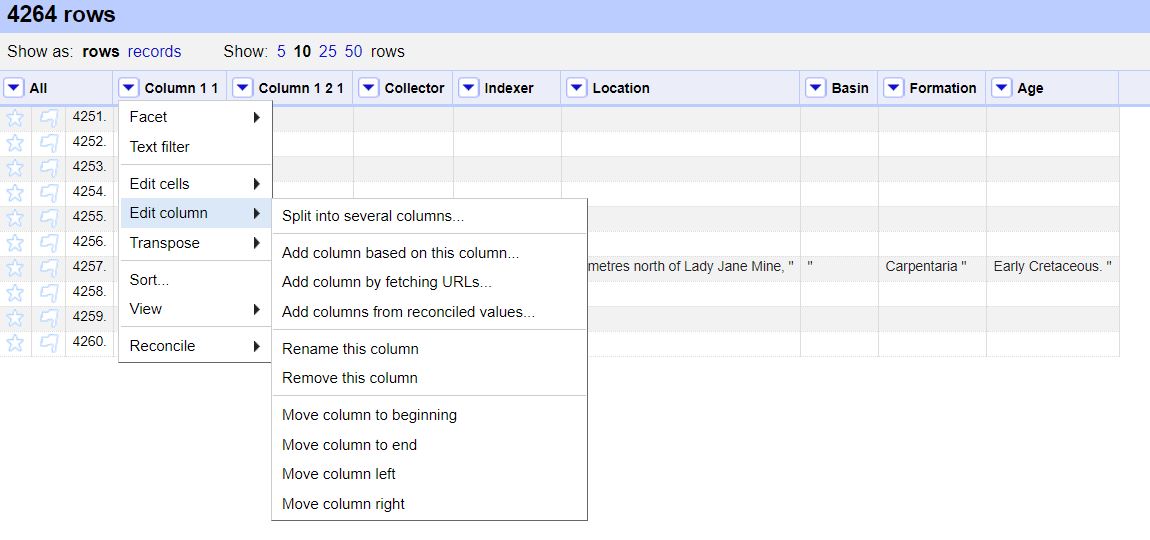 4264 rows
Show as: rows records Show: 5 10 25 50 rows
All Column 1 1 Column 1 2 1 Collector Indexer Location Basin Formation Age
4251.
4252.
4253.
4254.
4255.
4256.
4257. metres north of Lady Jane Mine, " " Carpentaria " Early Cretaceous. "
4258.
4259.
4260.
Facet
Text filter
Edit cells
Edit column
Transpose
Sort...
View
Reconcile
Split into several columns...
Add column based on this column...
Add column by fetching URLs...
Add columns from reconciled values...
Rename this column
Remove this column
Move column to beginning
Move column to end
Move column left
Move column right